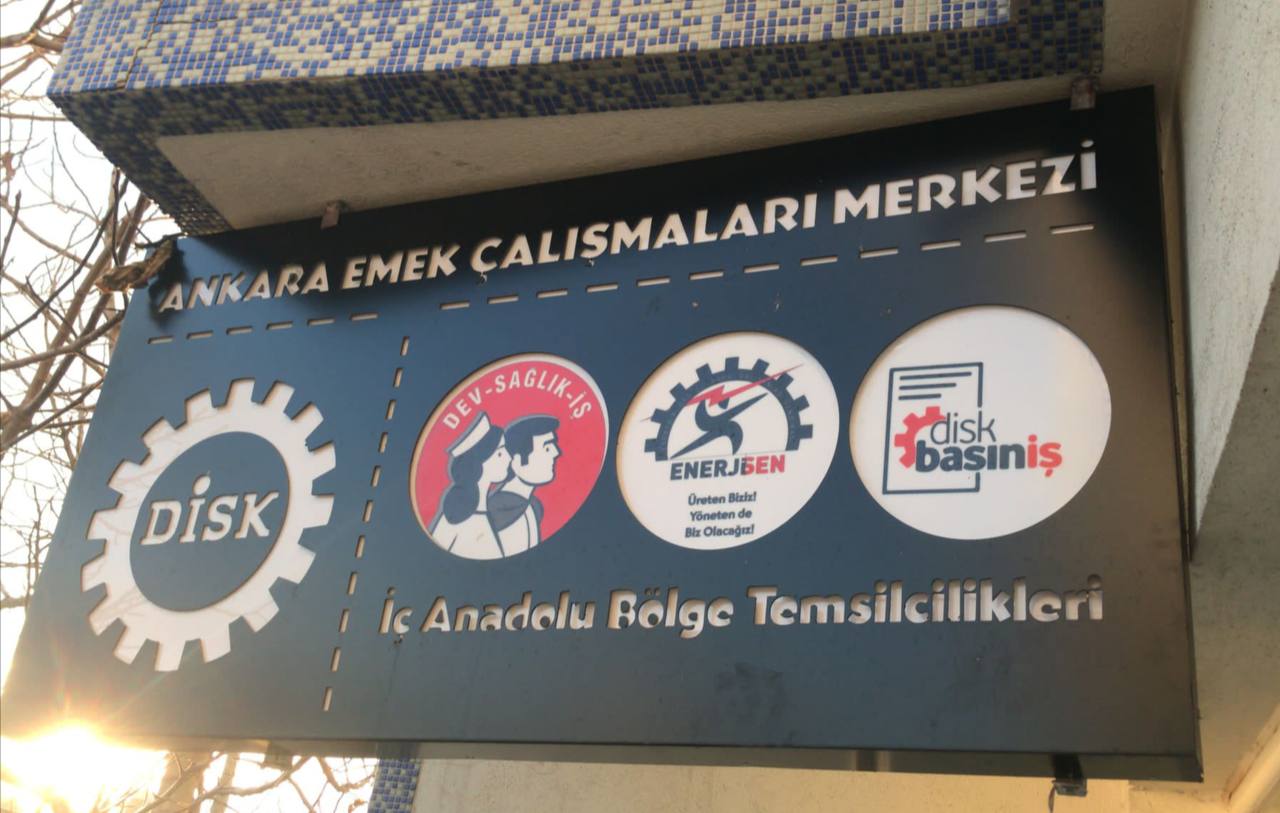 ANKARA EMEK ÇALIŞMALARI MERKEZİ
DİSK
DEV-SAĞLIK-İŞ
ENERJİSEN
Üreten Biziz!
Yöneten de
Biz Olacağız!
disk
basıniş
İç Anadolu Bölge Temsilcilikleri